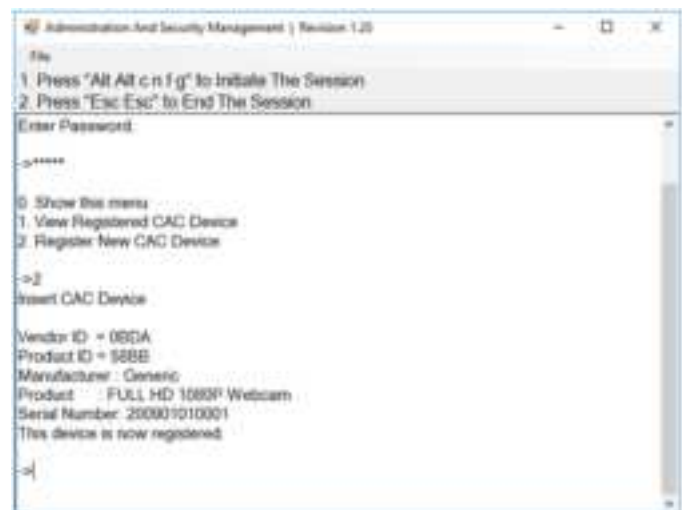 Administration And Security Management | Revision 1.20
File
1. Press "Alt Alt c n f g" to Initiate The Session
2. Press "Esc Esc" to End The Session
Enter Password:
->*****
0. Show this menu
1. View Registered CAC Device
2. Register New CAC Device
->2
Insert CAC Device
Vendor ID = 0BDA
Product ID = 58BB
Manufacturer : Generic
Product : FULL HD 1080P Webcam
Serial Number: 200901010001
This device is now registered.
->